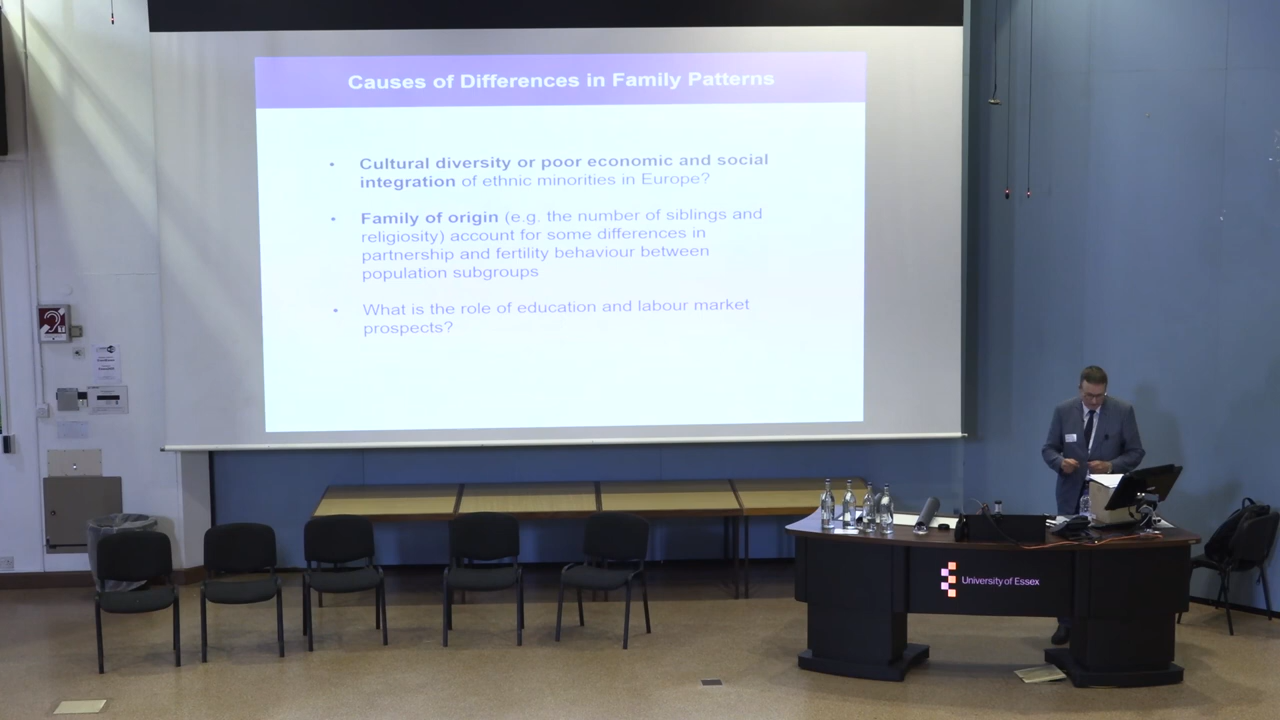 Causes of Differences in Family Patterns
• Cultural diversity or poor economic and social
integration of ethnic minorities in Europe?
• Family of origin (e.g. the number of siblings and
religiosity) account for some differences in
partnership and fertility behaviour between
population subgroups
• What is the role of education and labour market
prospects?
University of Essex